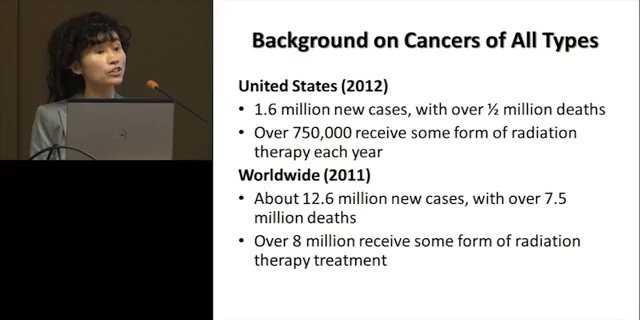 Background on Cancers of All Types
United States (2012)
• 1.6 million new cases, with over ½ million deaths
• Over 750,000 receive some form of radiation
therapy each year
Worldwide (2011)
• About 12.6 million new cases, with over 7.5
million deaths
• Over 8 million receive some form of radiation
therapy treatment